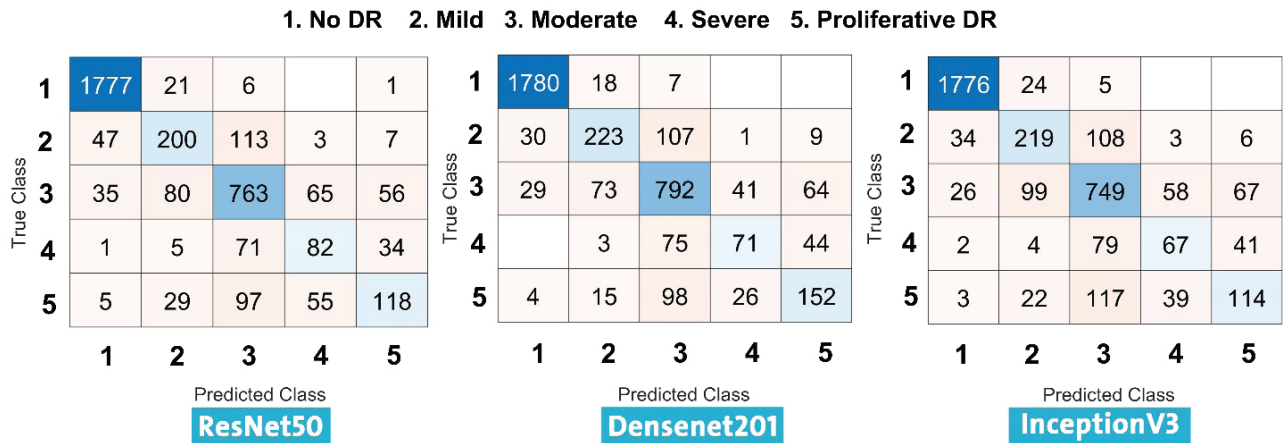 1. No DR 2. Mild 3. Moderate 4. Severe 5. Proliferative DR
True Class
1 1777 21 6 1
2 47 200 113 3 7
3 35 80 763 65 56
4 1 5 71 82 34
5 5 29 97 55 118
1 2 3 4 5
Predicted Class
ResNet50
True Class
1 1780 18 7
2 30 223 107 1 9
3 29 73 792 41 64
4 3 75 71 44
5 4 15 98 26 152
1 2 3 4 5
Predicted Class
Densenet201
True Class
1 1776 24 5
2 34 219 108 3 6
3 26 99 749 58 67
4 2 4 79 67 41
5 3 22 117 39 114
1 2 3 4 5
Predicted Class
InceptionV3